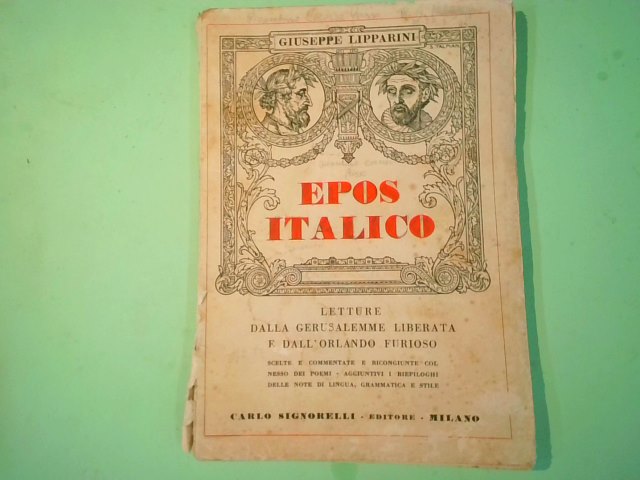 GIUSEPPE LIPPARINI
EPOS
ITALICO
LETTURE
DALLA GERUSALEMME LIBERATA
E DALL'ORLANDO FURIOSO
SCELTE E COMMENTATE E RICONGIUNTE COL
NESSO DEI POEMI - AGGIUNTIVI I RIEPILOGHI
DELLE NOTE DI LINGUA, GRAMMATICA E STILE
CARLO SIGNORELLI - EDITORE - MILANO